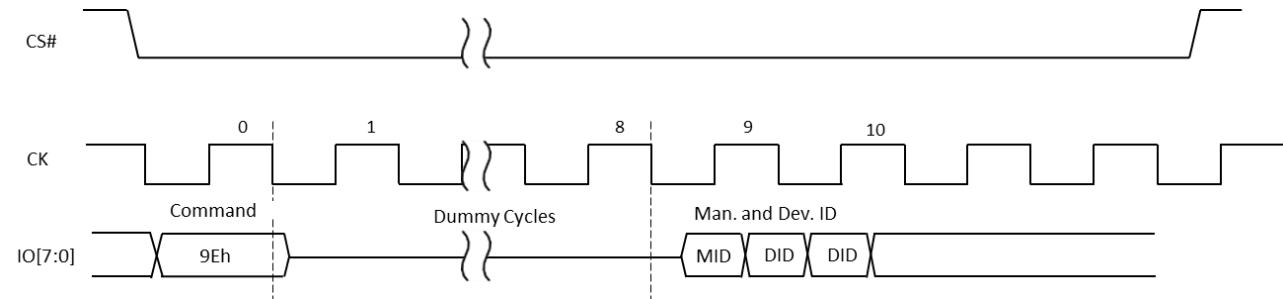 CS#
0 1 8 9 10
CK
Command Dummy Cycles Man. and Dev. ID
IO[7:0] 9Eh MID DID DID